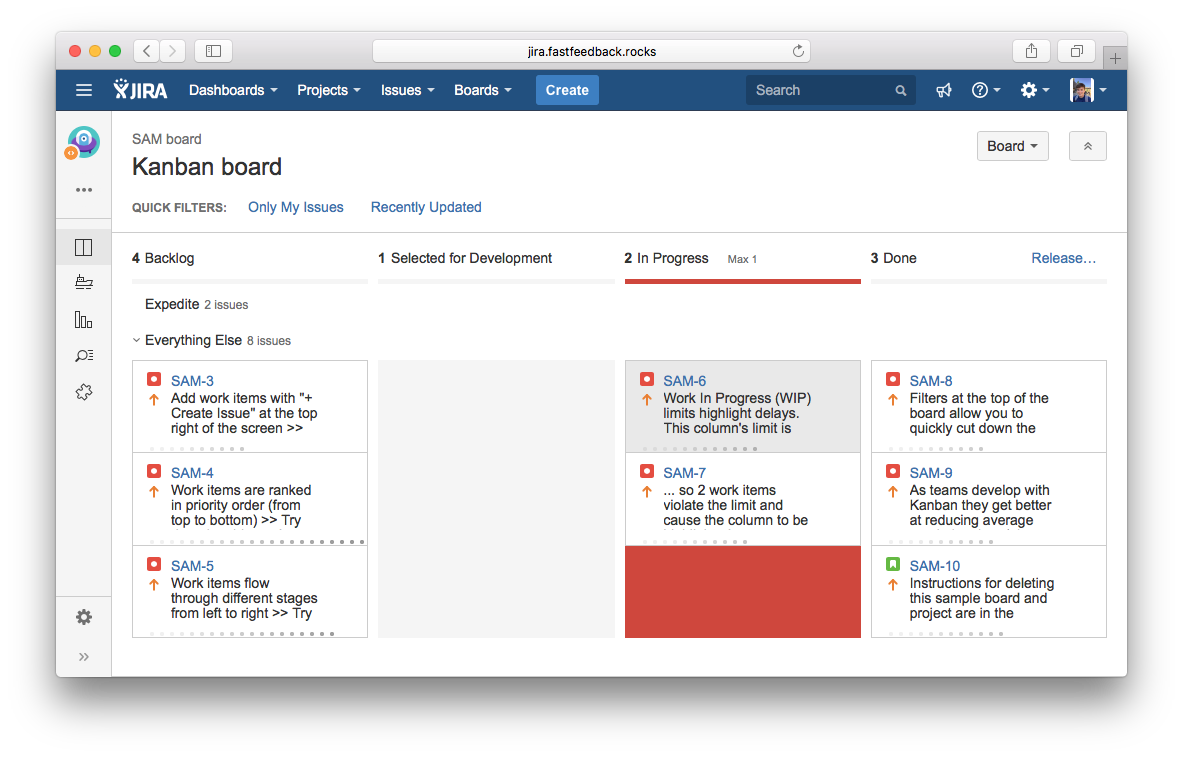 jira.fastfeedback.rocks
JIRA Dashboards Projects Issues Boards Create Search
SAM board
Kanban board
Board
QUICK FILTERS: Only My Issues Recently Updated
4 Backlog 1 Selected for Development 2 In Progress Max 1 3 Done Release…
Expedite 2 issues
Everything Else 8 issues
SAM-3
Add work items with "+
Create Issue" at the top
right of the screen >>
SAM-4
Work items are ranked
in priority order (from
top to bottom) >> Try
SAM-5
Work items flow
through different stages
from left to right >> Try
SAM-6
Work In Progress (WIP)
limits highlight delays.
This column's limit is
SAM-7
... so 2 work items
violate the limit and
cause the column to be
SAM-8
Filters at the top of the
board allow you to
quickly cut down the
SAM-9
As teams develop with
Kanban they get better
at reducing average
SAM-10
Instructions for deleting
this sample board and
project are in the